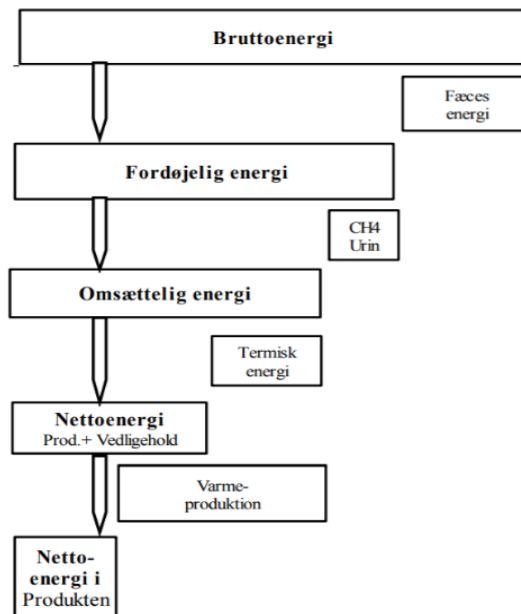 Bruttoenergi
Fæces
energi
Fordøjelig energi
CH4
Urin
Omsættelig energi
Termisk
energi
Nettoenergi
Prod.+ Vedligehold
Varme-
produktion
Netto-
energi i
Produkten